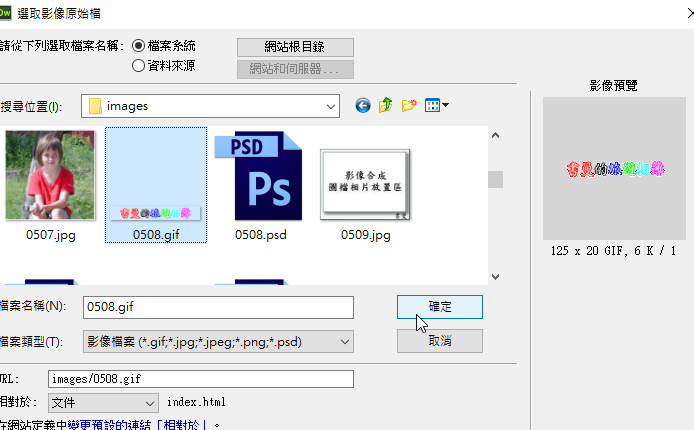 Dw 選取影像原始檔
請從下列選取檔案名稱: 檔案系統 網站根目錄
資料來源 網站和伺服器...
影像預覽
搜尋位置(I): images
PSD
Ps
影像合成
圖檔相片放置區
0507.jpg 0508.gif 0508.psd 0509.jpg
125 x 20 GIF, 6 K / 1
檔案名稱(N): 0508.gif 確定
檔案類型(T): 影像檔案 (*.gif;*.jpg;*.jpeg;*.png;*.psd) 取消
URL: images/0508.gif
相對於: 文件 index.html
在網站定義中變更預設的連結「相對於」。